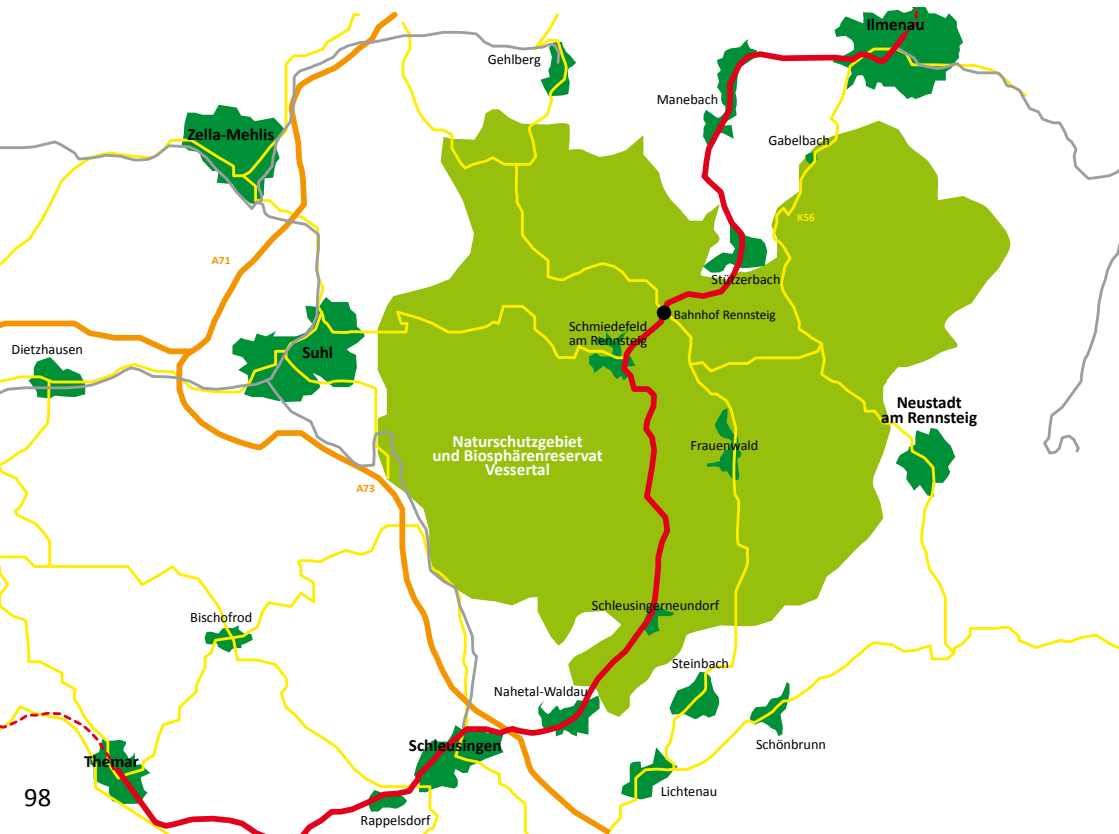 Ilmenau
Gehlberg
Manebach
Zella-Mehlis
Gabelbach
K56
A71
Stützerbach
Bahnhof Rennsteig
Schmiedefeld
am Rennsteig
Dietzhausen
Suhl
Neustadt
am Rennsteig
Naturschutzgebiet
und Biosphärenreservat
Vessertal
Frauenwald
A73
Schleusingerneundorf
Bischofrod
Steinbach
Nahetal-Waldau
Schleusingen
Schönbrunn
Themar
Lichtenau
98
Rappelsdorf